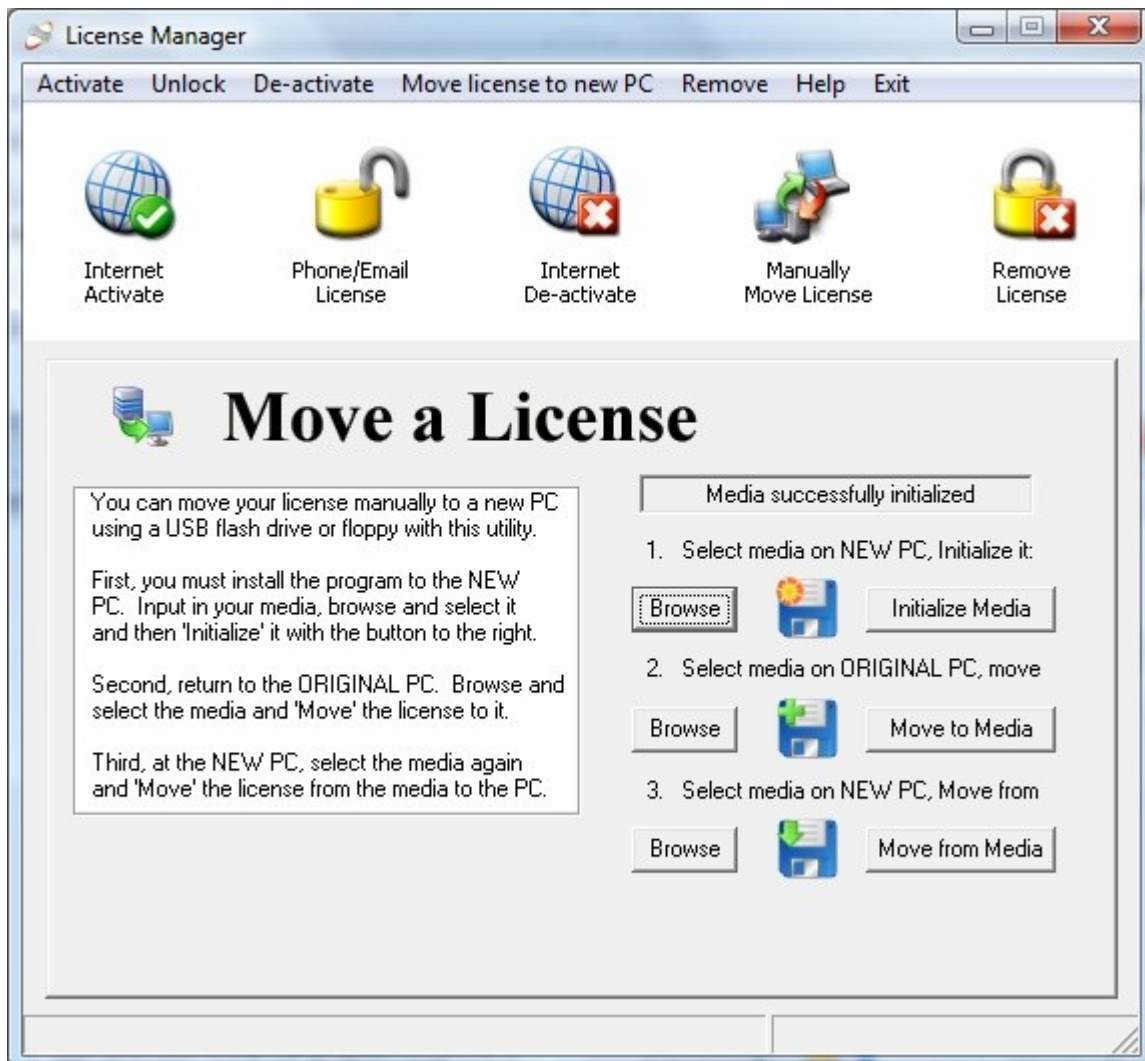 License Manager
Activate Unlock De-activate Move license to new PC Remove Help Exit
Internet Activate
Phone/Email License
Internet De-activate
Manually Move License
Remove License
Move a License
You can move your license manually to a new PC
using a USB flash drive or floppy with this utility.
First, you must install the program to the NEW
PC. Input in your media, browse and select it
and then 'Initialize' it with the button to the right.
Second, return to the ORIGINAL PC. Browse and
select the media and 'Move' the license to it.
Third, at the NEW PC, select the media again
and 'Move' the license from the media to the PC.
Media successfully initialized
1. Select media on NEW PC, Initialize it:
Browse Initialize Media
2. Select media on ORIGINAL PC, move
Browse Move to Media
3. Select media on NEW PC, Move from
Browse Move from Media